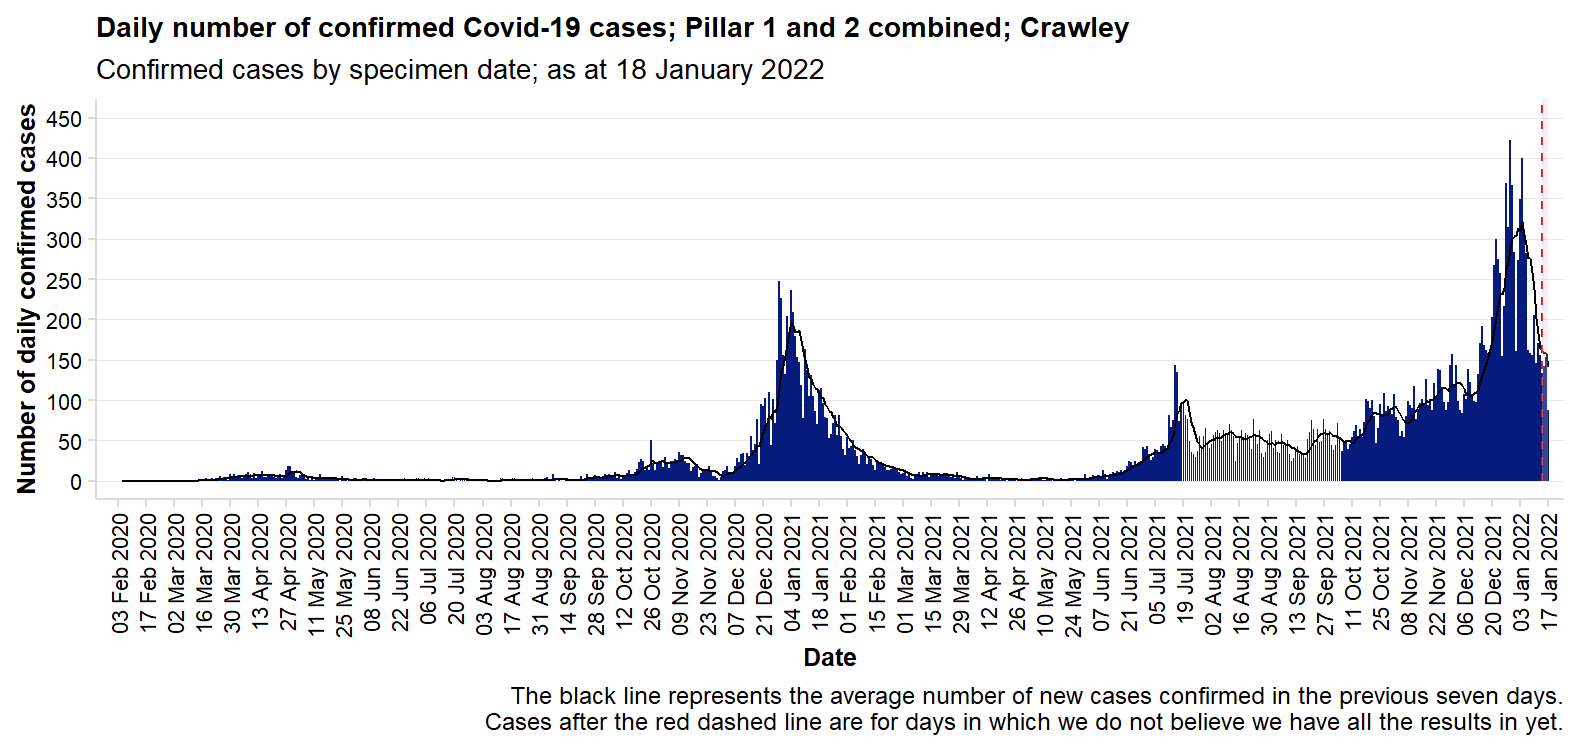 Daily number of confirmed Covid-19 cases; Pillar 1 and 2 combined; Crawley
Confirmed cases by specimen date; as at 18 January 2022
Number of daily confirmed cases
450
400
350
300
250
200
150
100
50
0
03 Feb 2020
17 Feb 2020
02 Mar 2020
16 Mar 2020
30 Mar 2020
13 Apr 2020
27 Apr 2020
11 May 2020
25 May 2020
08 Jun 2020
22 Jun 2020
06 Jul 2020
20 Jul 2020
03 Aug 2020
17 Aug 2020
31 Aug 2020
14 Sep 2020
28 Sep 2020
12 Oct 2020
26 Oct 2020
09 Nov 2020
23 Nov 2020
07 Dec 2020
21 Dec 2020
04 Jan 2021
18 Jan 2021
01 Feb 2021
15 Feb 2021
01 Mar 2021
15 Mar 2021
29 Mar 2021
12 Apr 2021
26 Apr 2021
10 May 2021
24 May 2021
07 Jun 2021
21 Jun 2021
05 Jul 2021
19 Jul 2021
02 Aug 2021
16 Aug 2021
30 Aug 2021
13 Sep 2021
27 Sep 2021
11 Oct 2021
25 Oct 2021
08 Nov 2021
22 Nov 2021
06 Dec 2021
20 Dec 2021
03 Jan 2022
17 Jan 2022
Date
The black line represents the average number of new cases confirmed in the previous seven days.
Cases after the red dashed line are for days in which we do not believe we have all the results in yet.